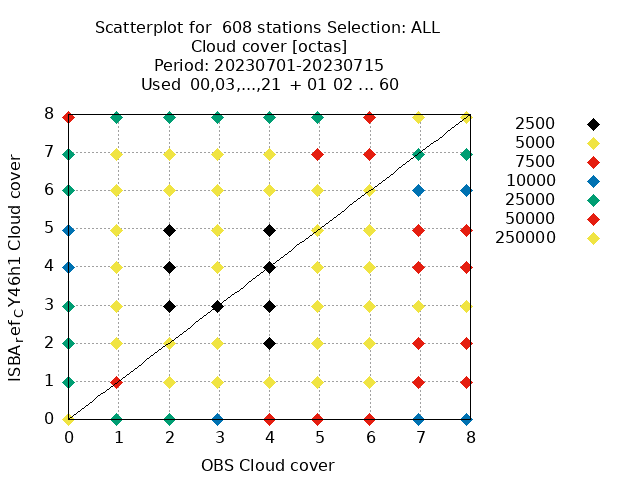 Scatterplot for  608 stations Selection: ALL
Cloud cover [octas]
Period: 20230701-20230715
Used  00,03,...,21  + 01 02 ... 60
8
7
6
5
4
3
2
1
0
ISBA_ref_CY46h1 Cloud cover
0 1 2 3 4 5 6 7 8
OBS Cloud cover
2500
5000
7500
10000
25000
50000
250000